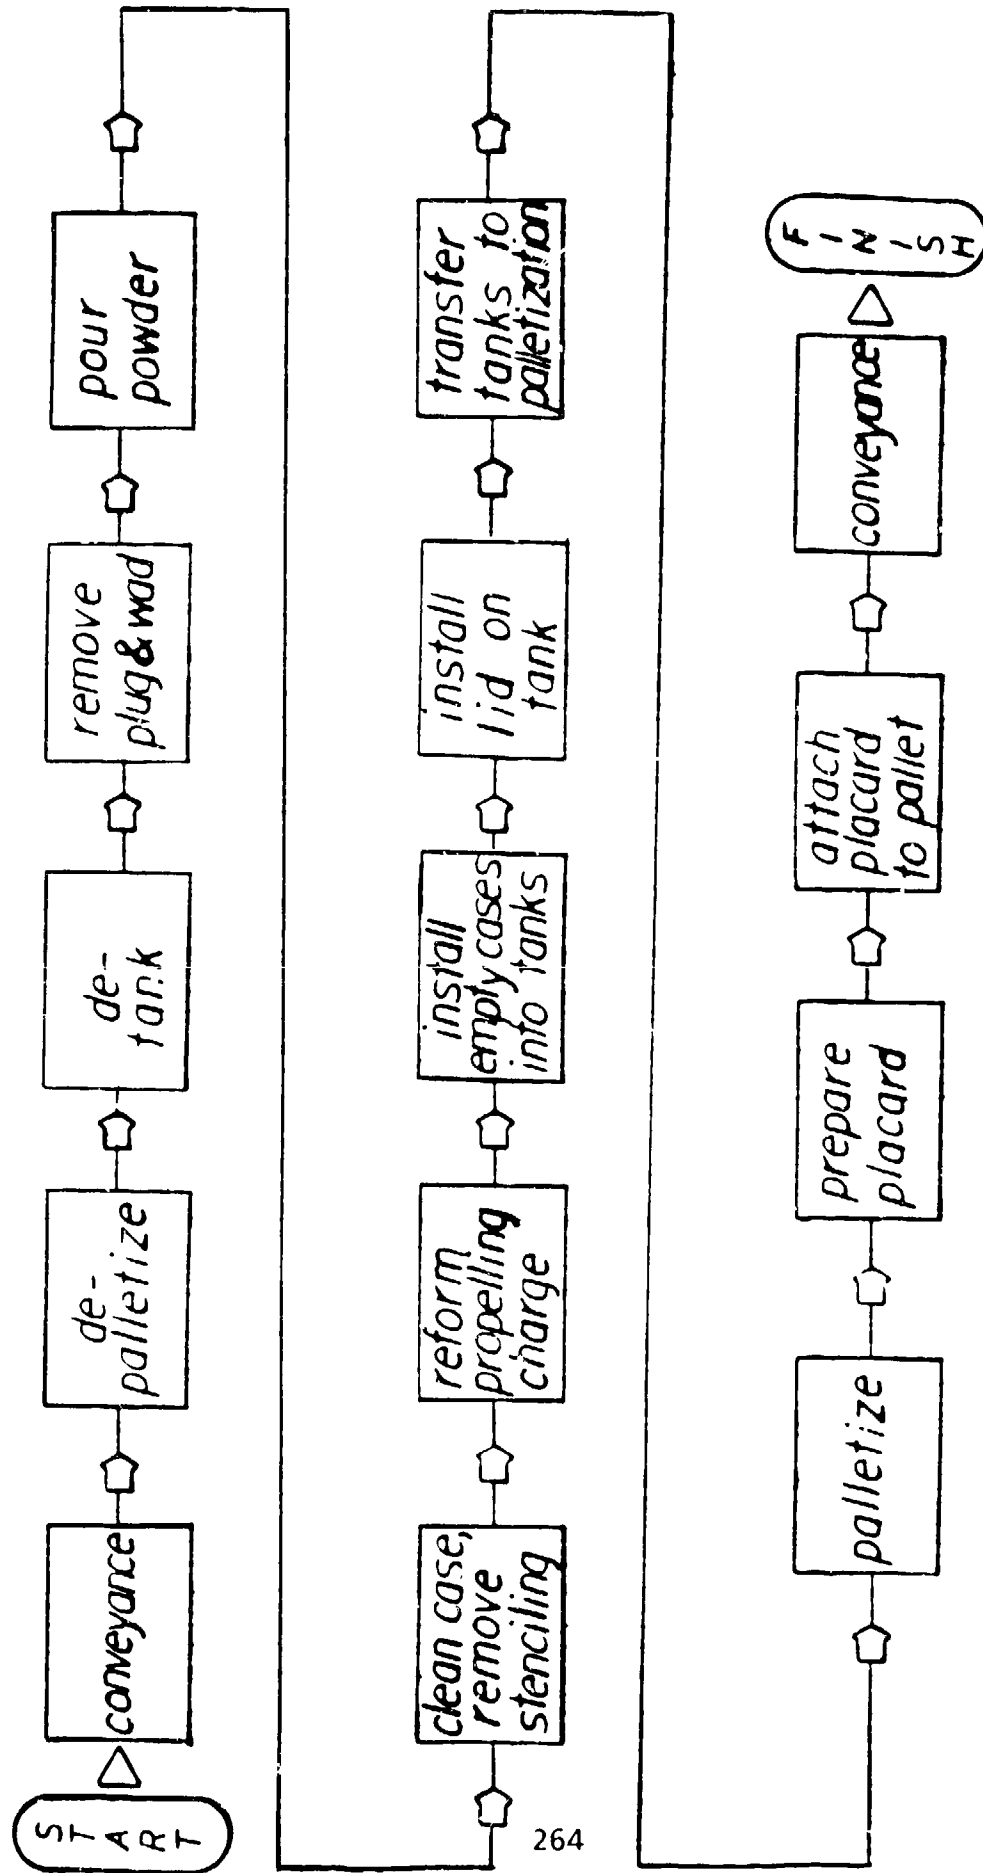 START
conveyance
de-
palletize
de-
tank
remove
plug&wad
pour
powder
clean case,
remove
stenciling
reform
propelling
charge
install
empty cases
into tanks
install
lid on
tank
transfer
tanks to
palletization
palletize
prepare
placard
attach
placard
to pallet
conveyance
FINISH
264